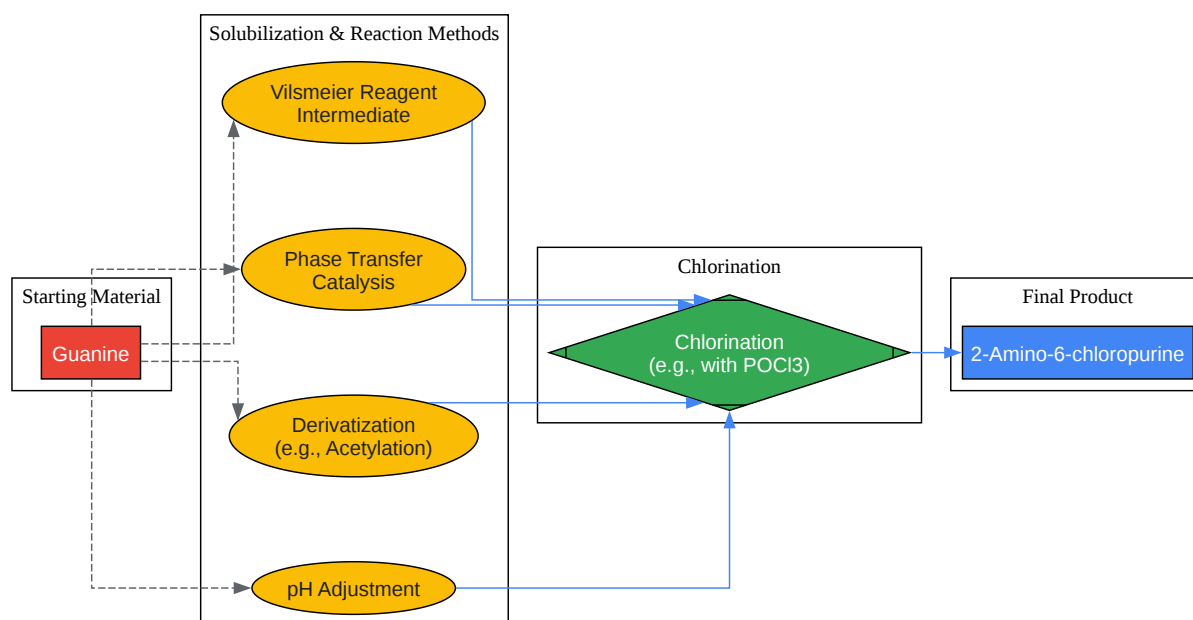 Solubilization & Reaction Methods
Vilsmeier Reagent
Intermediate
Phase Transfer
Catalysis
Starting Material
Guanine
Derivatization
(e.g., Acetylation)
pH Adjustment
Chlorination
Chlorination
(e.g., with POCl3)
Final Product
2-Amino-6-chloropurine